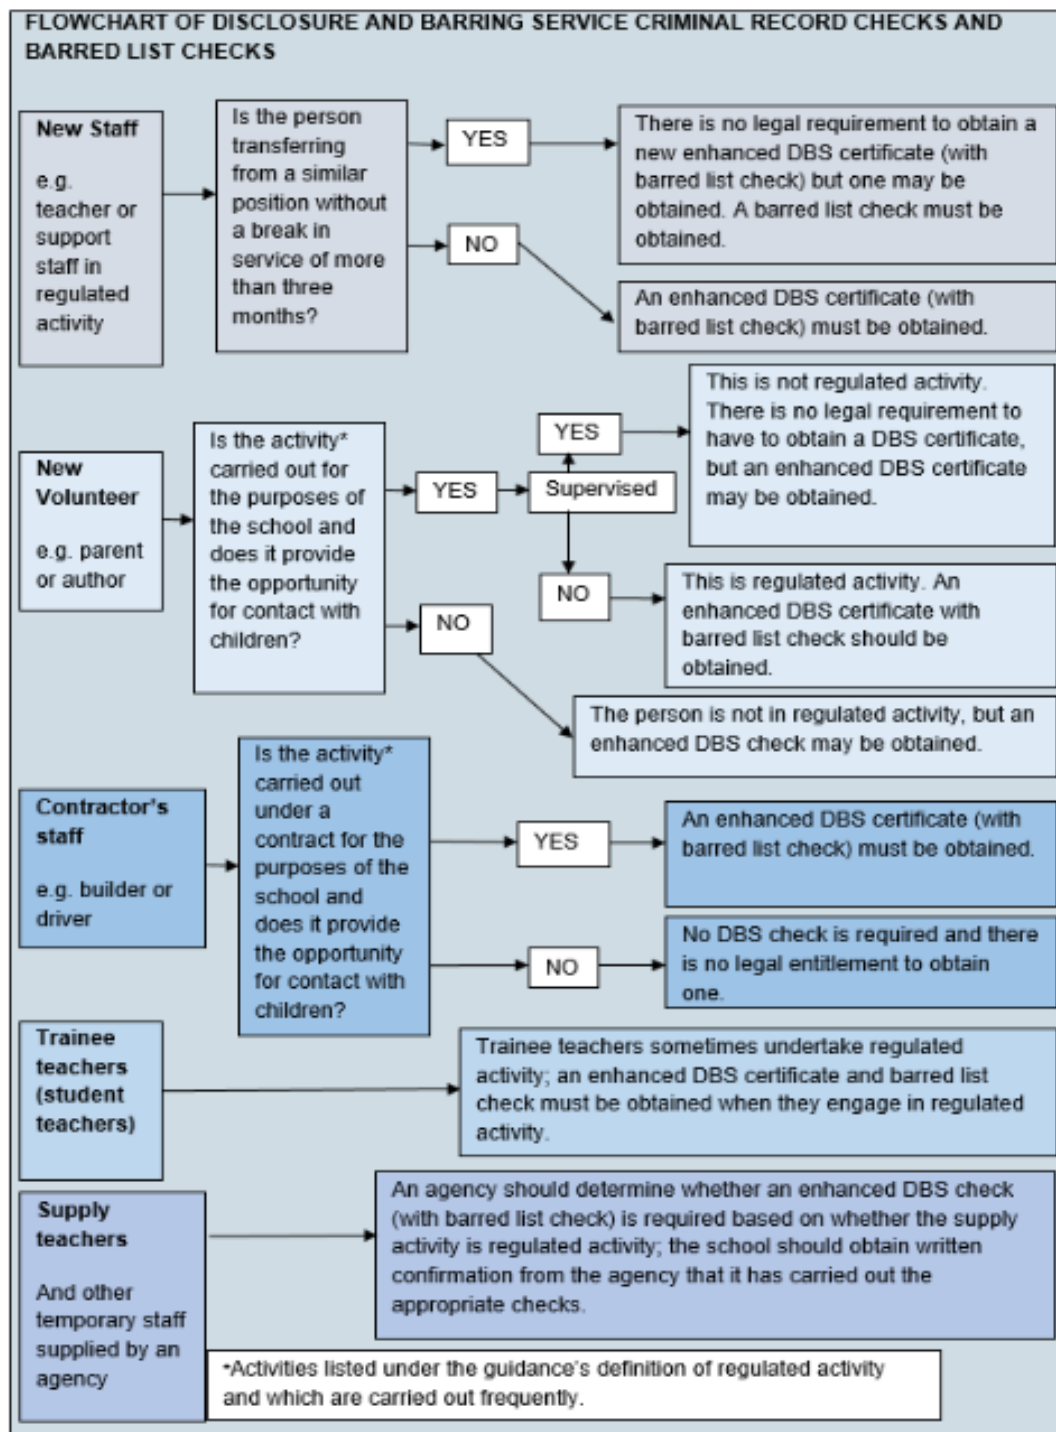 FLOWCHART OF DISCLOSURE AND BARRING SERVICE CRIMINAL RECORD CHECKS AND
BARRED LIST CHECKS
New Staff
e.g.
teacher or
support
staff in
regulated
activity
Is the person
transferring
from a similar
position without
a break in
service of more
than three
months?
YES
There is no legal requirement to obtain a
new enhanced DBS certificate (with
barred list check) but one may be
obtained. A barred list check must be
obtained.
NO
An enhanced DBS certificate (with
barred list check) must be obtained.
New
Volunteer
e.g. parent
or author
Is the activity*
carried out for
the purposes of
the school and
does it provide
the opportunity
for contact with
children?
YES
Supervised
YES
This is not regulated activity.
There is no legal requirement to
have to obtain a DBS certificate,
but an enhanced DBS certificate
may be obtained.
NO
This is regulated activity. An
enhanced DBS certificate with
barred list check should be
obtained.
NO
The person is not in regulated activity, but an
enhanced DBS check may be obtained.
Contractor's
staff
e.g. builder or
driver
Is the activity*
carried out
under a
contract for the
purposes of the
school and
does it provide
the opportunity
for contact with
children?
YES
An enhanced DBS certificate (with
barred list check) must be obtained.
NO
No DBS check is required and there
is no legal entitlement to obtain
one.
Trainee
teachers
(student
teachers)
Trainee teachers sometimes undertake regulated
activity; an enhanced DBS certificate and barred list
check must be obtained when they engage in regulated
activity.
Supply
teachers
And other
temporary staff
supplied by an
agency
An agency should determine whether an enhanced DBS check
(with barred list check) is required based on whether the supply
activity is regulated activity; the school should obtain written
confirmation from the agency that it has carried out the
appropriate checks.
*Activities listed under the guidance's definition of regulated activity
and which are carried out frequently.